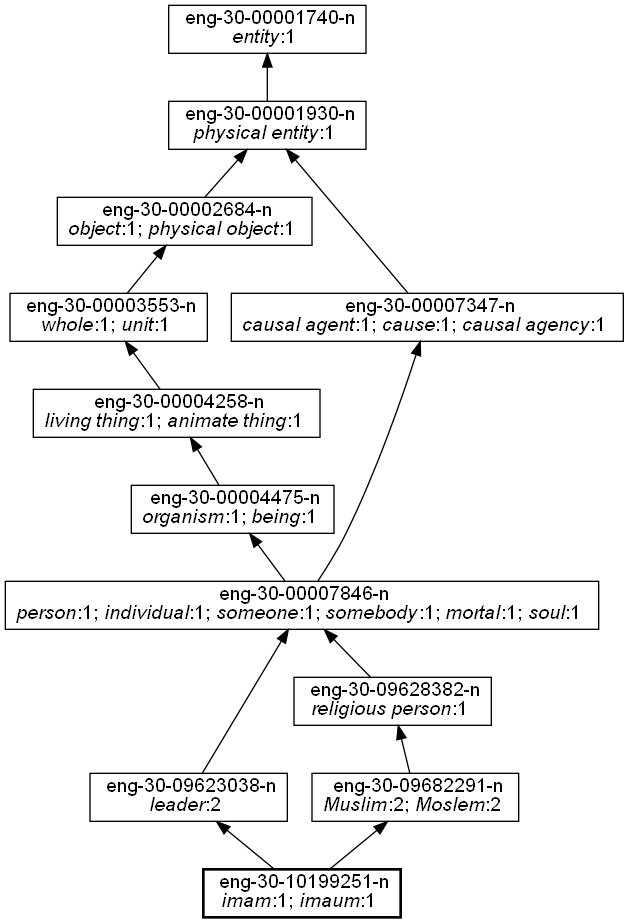 eng-30-00001740-n
entity:1
eng-30-00001930-n
physical entity:1
eng-30-00002684-n
object:1; physical object:1
eng-30-00003553-n
whole:1; unit:1
eng-30-00007347-n
causal agent:1; cause:1; causal agency:1
eng-30-00004258-n
living thing:1; animate thing:1
eng-30-00004475-n
organism:1; being:1
eng-30-00007846-n
person:1; individual:1; someone:1; somebody:1; mortal:1; soul:1
eng-30-09628382-n
religious person:1
eng-30-09623038-n
leader:2
eng-30-09682291-n
Muslim:2; Moslem:2
eng-30-10199251-n
imam:1; imaum:1